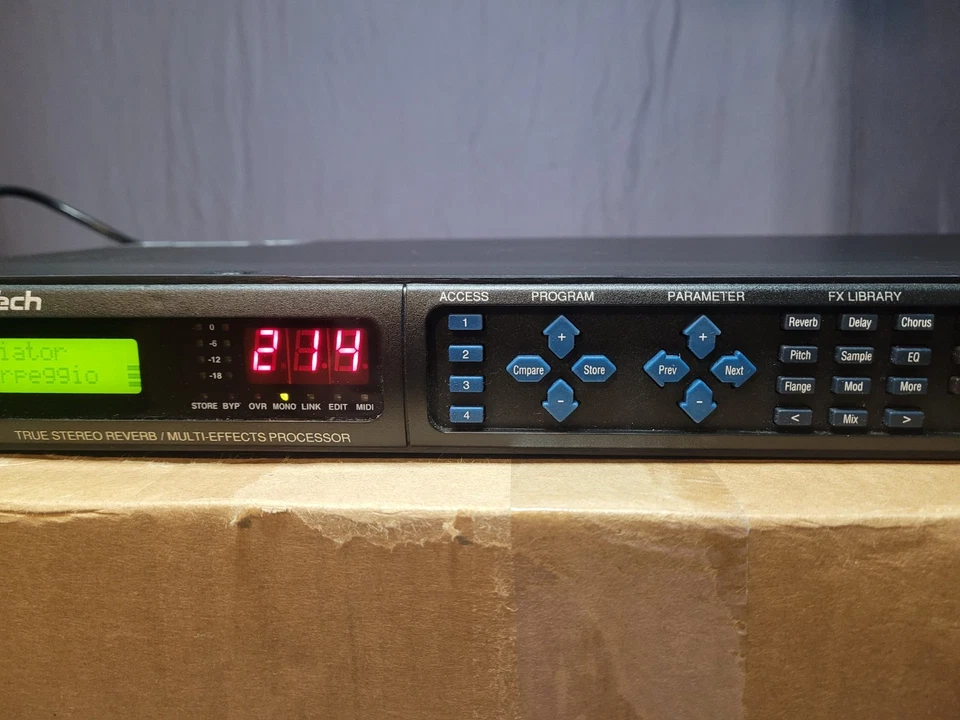 ech
ACCESS PROGRAM PARAMETER FX LIBRARY
iator
rpeggio
0
-6
-12
-18
214
STORE BYP OVR MONO LINK EDIT MIDI
TRUE STEREO REVERB / MULTI-EFFECTS PROCESSOR
1
2
3
4
+
Cmpare Store
-
+
Prev Next
-
Reverb Delay Chorus
Pitch Sample EQ
Flange Mod More
< Mix >